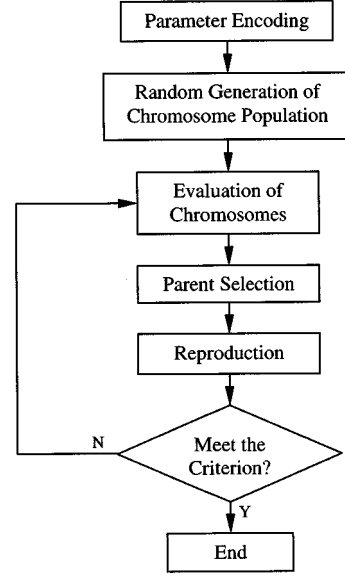 Parameter Encoding
Random Generation of
Chromosome Population
Evaluation of
Chromosomes
Parent Selection
Reproduction
Meet the
Criterion?
N
Y
End